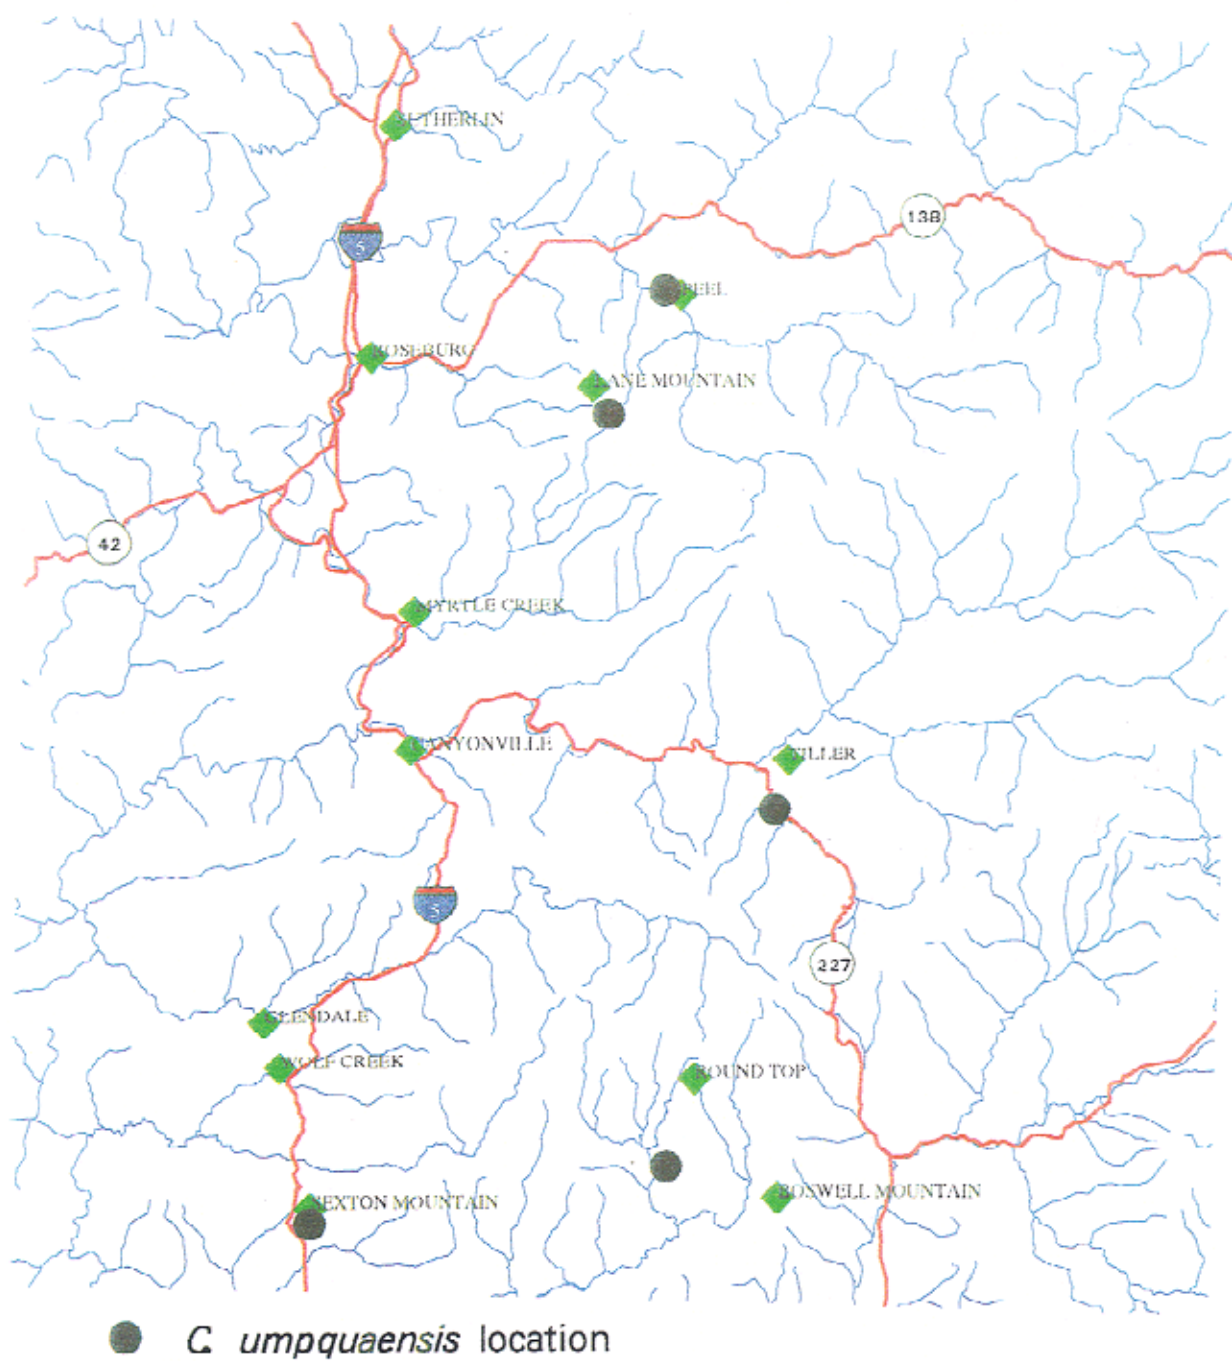 SUTHERLIN
138
5
PEEL
ROSEBURG
LANE MOUNTAIN
42
MYRTLE CREEK
CANYONVILLE
TILLER
5
227
GLENDALE
WOLF CREEK
ROUND TOP
SEXTON MOUNTAIN
BOSWELL MOUNTAIN
C. umpquaensis location